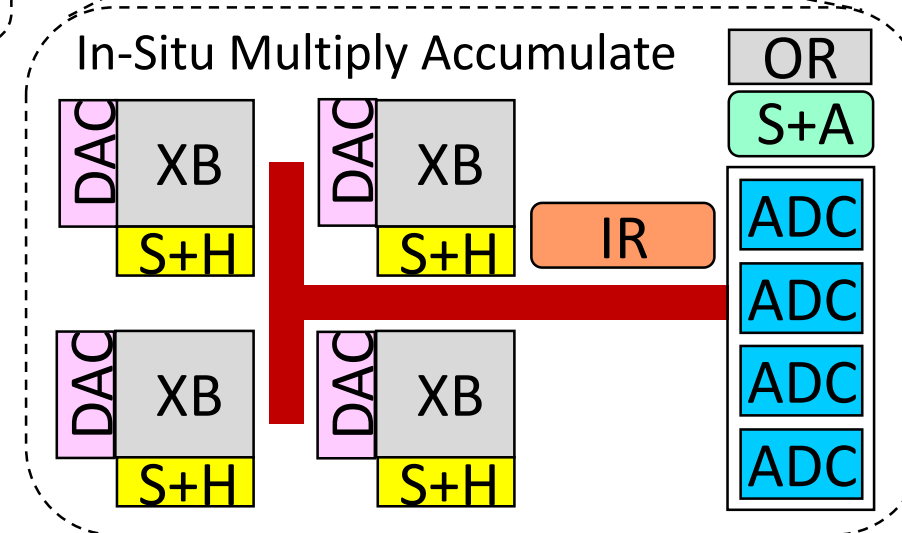 In-Situ Multiply Accumulate
OR
S+A
DAC
XB
S+H
DAC
XB
S+H
IR
DAC
XB
S+H
DAC
XB
S+H
ADC
ADC
ADC
ADC